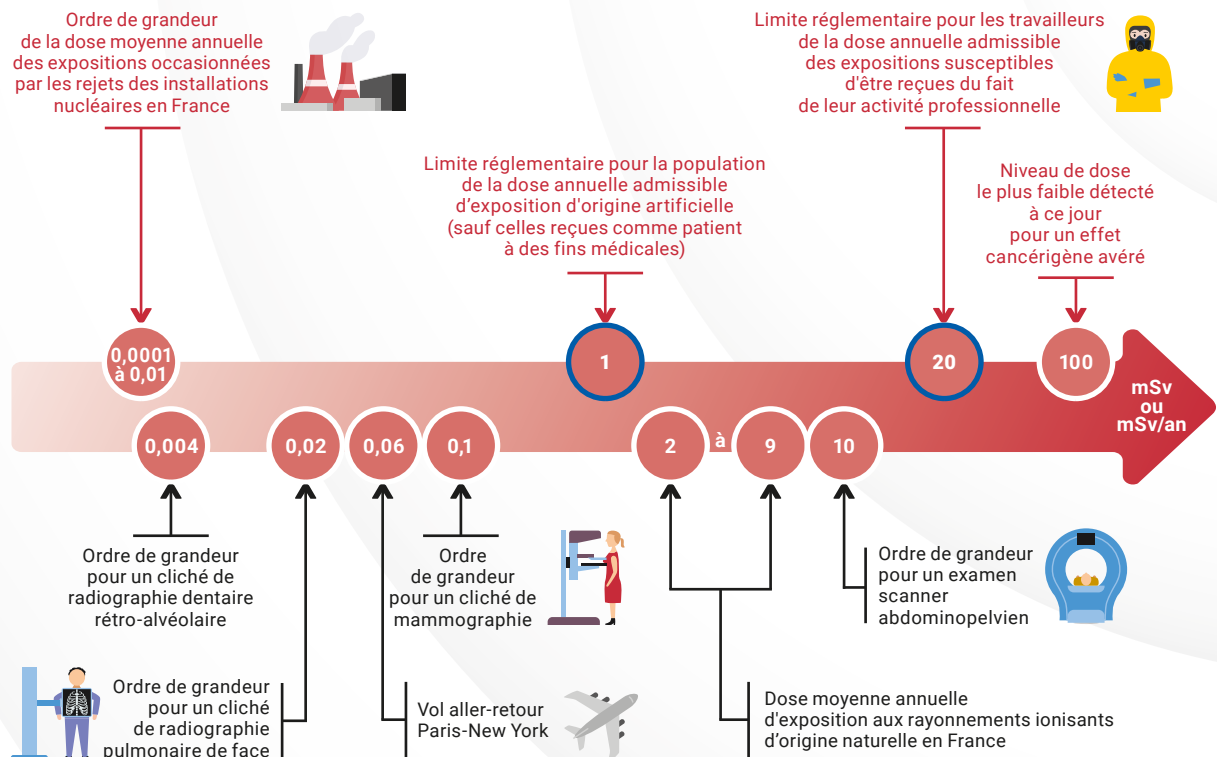 Ordre de grandeur
de la dose moyenne annuelle
des expositions occasionnées
par les rejets des installations
nucléaires en France
Limite réglementaire pour la population
de la dose annuelle admissible
d’exposition d'origine artificielle
(sauf celles reçues comme patient
à des fins médicales)
Limite réglementaire pour les travailleurs
de la dose annuelle admissible
des expositions susceptibles
d'être reçues du fait
de leur activité professionnelle
Niveau de dose
le plus faible détecté
à ce jour
pour un effet
cancérigène avéré
0,0001
à 0,01
1
20
100
mSv
ou
mSv/an
0,004
0,02
0,06
0,1
2
à
9
10
Ordre de grandeur
pour un cliché de
radiographie dentaire
rétro-alvéolaire
Ordre
de grandeur
pour un cliché de
mammographie
Ordre de grandeur
pour un examen
scanner
abdominopelvien
Ordre de grandeur
pour un cliché
de radiographie
pulmonaire de face
Vol aller-retour
Paris-New York
Dose moyenne annuelle
d'exposition aux rayonnements ionisants
d’origine naturelle en France